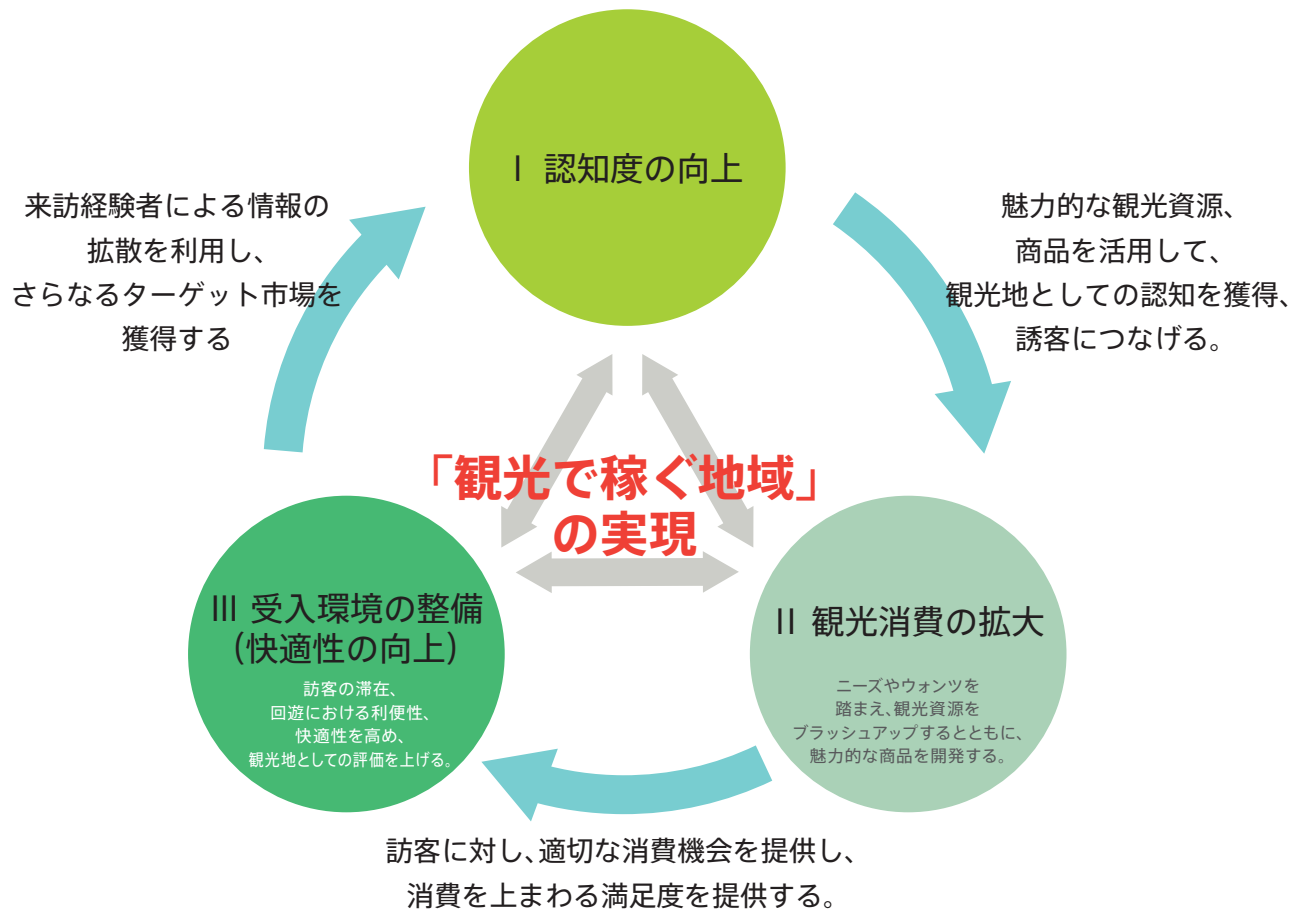 Ⅰ 認知度の向上
来訪経験者による情報の
拡散を利用し、
さらなるターゲット市場を
獲得する
魅力的な観光資源、
商品を活用して、
観光地としての認知を獲得、
誘客につなげる。
「観光で稼ぐ地域」
の実現
Ⅲ 受入環境の整備
(快適性の向上)
訪客の滞在、
回遊における利便性、
快適性を高め、
観光地としての評価を上げる。
Ⅱ 観光消費の拡大
ニーズやウォンツを
踏まえ、観光資源を
ブラッシュアップするとともに、
魅力的な商品を開発する。
訪客に対し、適切な消費機会を提供し、
消費を上まわる満足度を提供する。